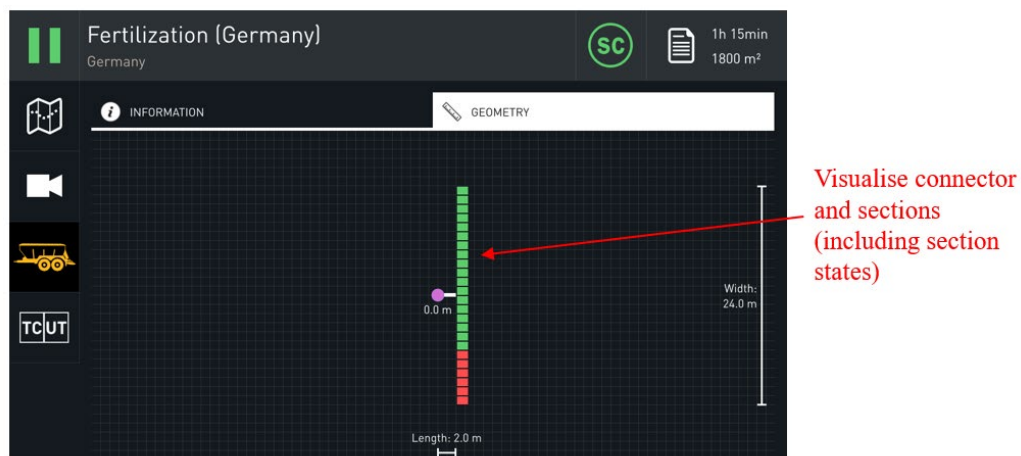 Fertilization (Germany)
Germany
SC
1h 15min
1800 m²
i INFORMATION
GEOMETRY
Visualise connector
and sections
(including section
states)
Width:
24.0 m
0.0 m
TC UT
Length: 2.0 m